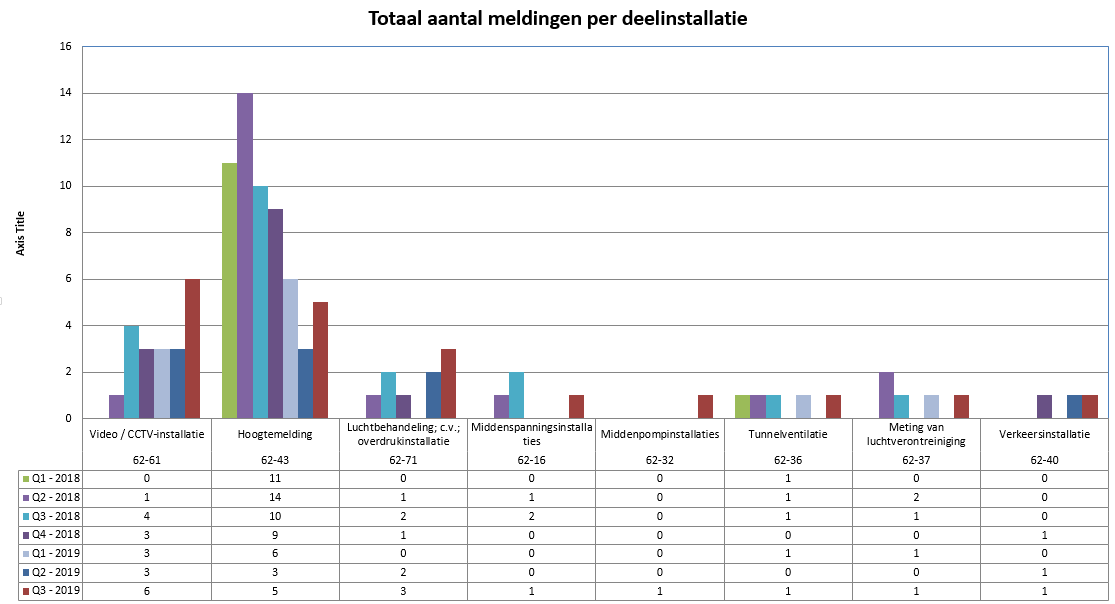 Totaal aantal meldingen per deelinstallatie
16
14
12
10
8
6
4
2
0
Axis Title
Video / CCTV-installatie Hoogtemelding Luchtbehandeling; c.v.; overdrukinstallatie Middenspanningsinstallaties Middenpompinstallaties Tunnelventilatie Meting van luchtverontreiniging Verkeersinstallatie
62-61 62-43 62-71 62-16 62-32 62-36 62-37 62-40
Q1 - 2018 0 11 0 0 0 1 0 0
Q2 - 2018 1 14 1 1 0 1 2 0
Q3 - 2018 4 10 2 2 0 1 1 0
Q4 - 2018 3 9 1 0 0 0 0 1
Q1 - 2019 3 6 0 0 0 1 1 0
Q2 - 2019 3 3 2 0 0 0 0 1
Q3 - 2019 6 5 3 1 1 1 1 1